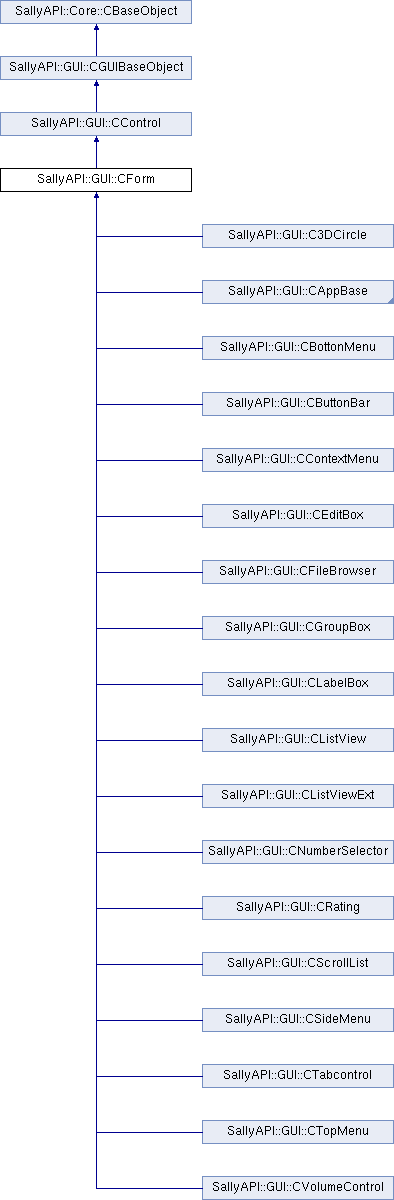 SallyAPI::Core::CBaseObject
SallyAPI::GUI::CGUIBaseObject
SallyAPI::GUI::CControl
SallyAPI::GUI::CForm
SallyAPI::GUI::C3DCircle
SallyAPI::GUI::CAppBase
SallyAPI::GUI::CBottonMenu
SallyAPI::GUI::CButtonBar
SallyAPI::GUI::CContextMenu
SallyAPI::GUI::CEditBox
SallyAPI::GUI::CFileBrowser
SallyAPI::GUI::CGroupBox
SallyAPI::GUI::CLabelBox
SallyAPI::GUI::CListView
SallyAPI::GUI::CListViewExt
SallyAPI::GUI::CNumberSelector
SallyAPI::GUI::CRating
SallyAPI::GUI::CScrollList
SallyAPI::GUI::CSideMenu
SallyAPI::GUI::CTabcontrol
SallyAPI::GUI::CTopMenu
SallyAPI::GUI::CVolumeControl